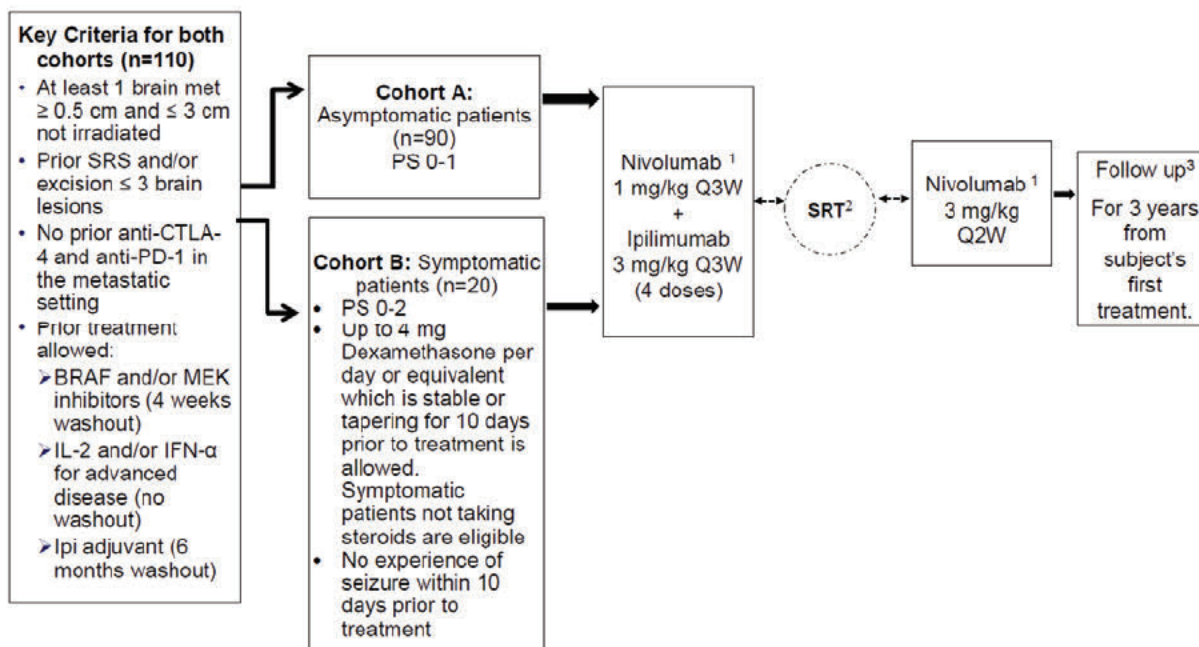 Key Criteria for both
cohorts (n=110)
• At least 1 brain met
≥ 0.5 cm and ≤ 3 cm
not irradiated
• Prior SRS and/or
excision ≤ 3 brain
lesions
• No prior anti-CTLA-
4 and anti-PD-1 in
the metastatic
setting
• Prior treatment
allowed:
➤BRAF and/or MEK
inhibitors (4 weeks
washout)
➤IL-2 and/or IFN-α
for advanced
disease (no
washout)
➤Ipi adjuvant (6
months washout)
Cohort A:
Asymptomatic patients
(n=90)
PS 0-1
Cohort B: Symptomatic
patients (n=20)
• PS 0-2
• Up to 4 mg
Dexamethasone per
day or equivalent
which is stable or
tapering for 10 days
prior to treatment is
allowed.
Symptomatic
patients not taking
steroids are eligible
• No experience of
seizure within 10
days prior to
treatment
Nivolumab ¹
1 mg/kg Q3W
+
Ipilimumab
3 mg/kg Q3W
(4 doses)
SRT²
Nivolumab ¹
3 mg/kg
Q2W
Follow up³
For 3 years
from
subject's
first
treatment.